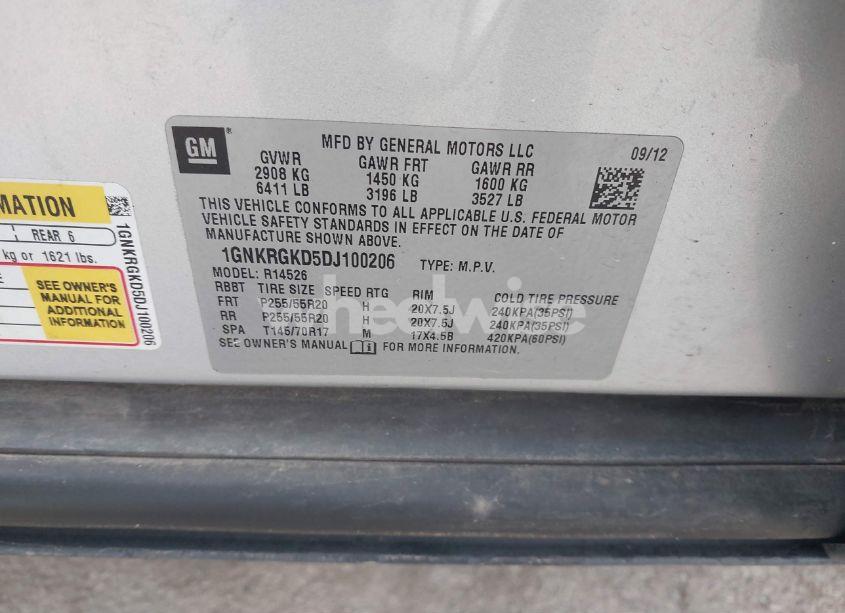 GM
MFD BY GENERAL MOTORS LLC
09/12
GVWR GAWR FRT GAWR RR
2908 KG 1450 KG 1600 KG
6411 LB 3196 LB 3527 LB
THIS VEHICLE CONFORMS TO ALL APPLICABLE U.S. FEDERAL MOTOR
VEHICLE SAFETY STANDARDS IN EFFECT ON THE DATE OF
MANUFACTURE SHOWN ABOVE.
1GNKRGKD5DJ100206 TYPE: M.P.V.
MODEL: R14526
RBBT TIRE SIZE SPEED RTG RIM COLD TIRE PRESSURE
FRT P255/55R20 H 20X7.5J 240KPA(35PSI)
RR P255/55R20 H 20X7.5J 240KPA(35PSI)
SPA T145/70R17 M 17X4.5B 420KPA(60PSI)
SEE OWNER'S MANUAL FOR MORE INFORMATION.
MATION
REAR 6
kg or 1621 lbs.
SEE OWNER'S
MANUAL FOR
ADDITIONAL
INFORMATION
1GNKRGKD5DJ100206